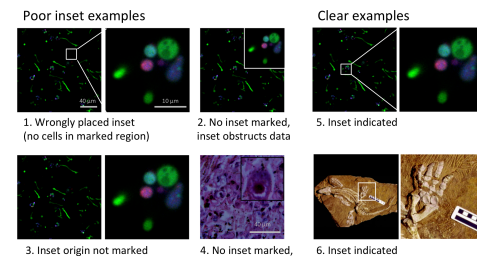 Poor inset examples
Clear examples
40 µm
10 µm
1. Wrongly placed inset
(no cells in marked region)
2. No inset marked,
inset obstructs data
5. Inset indicated
3. Inset origin not marked
40 µm
4. No inset marked,
6. Inset indicated